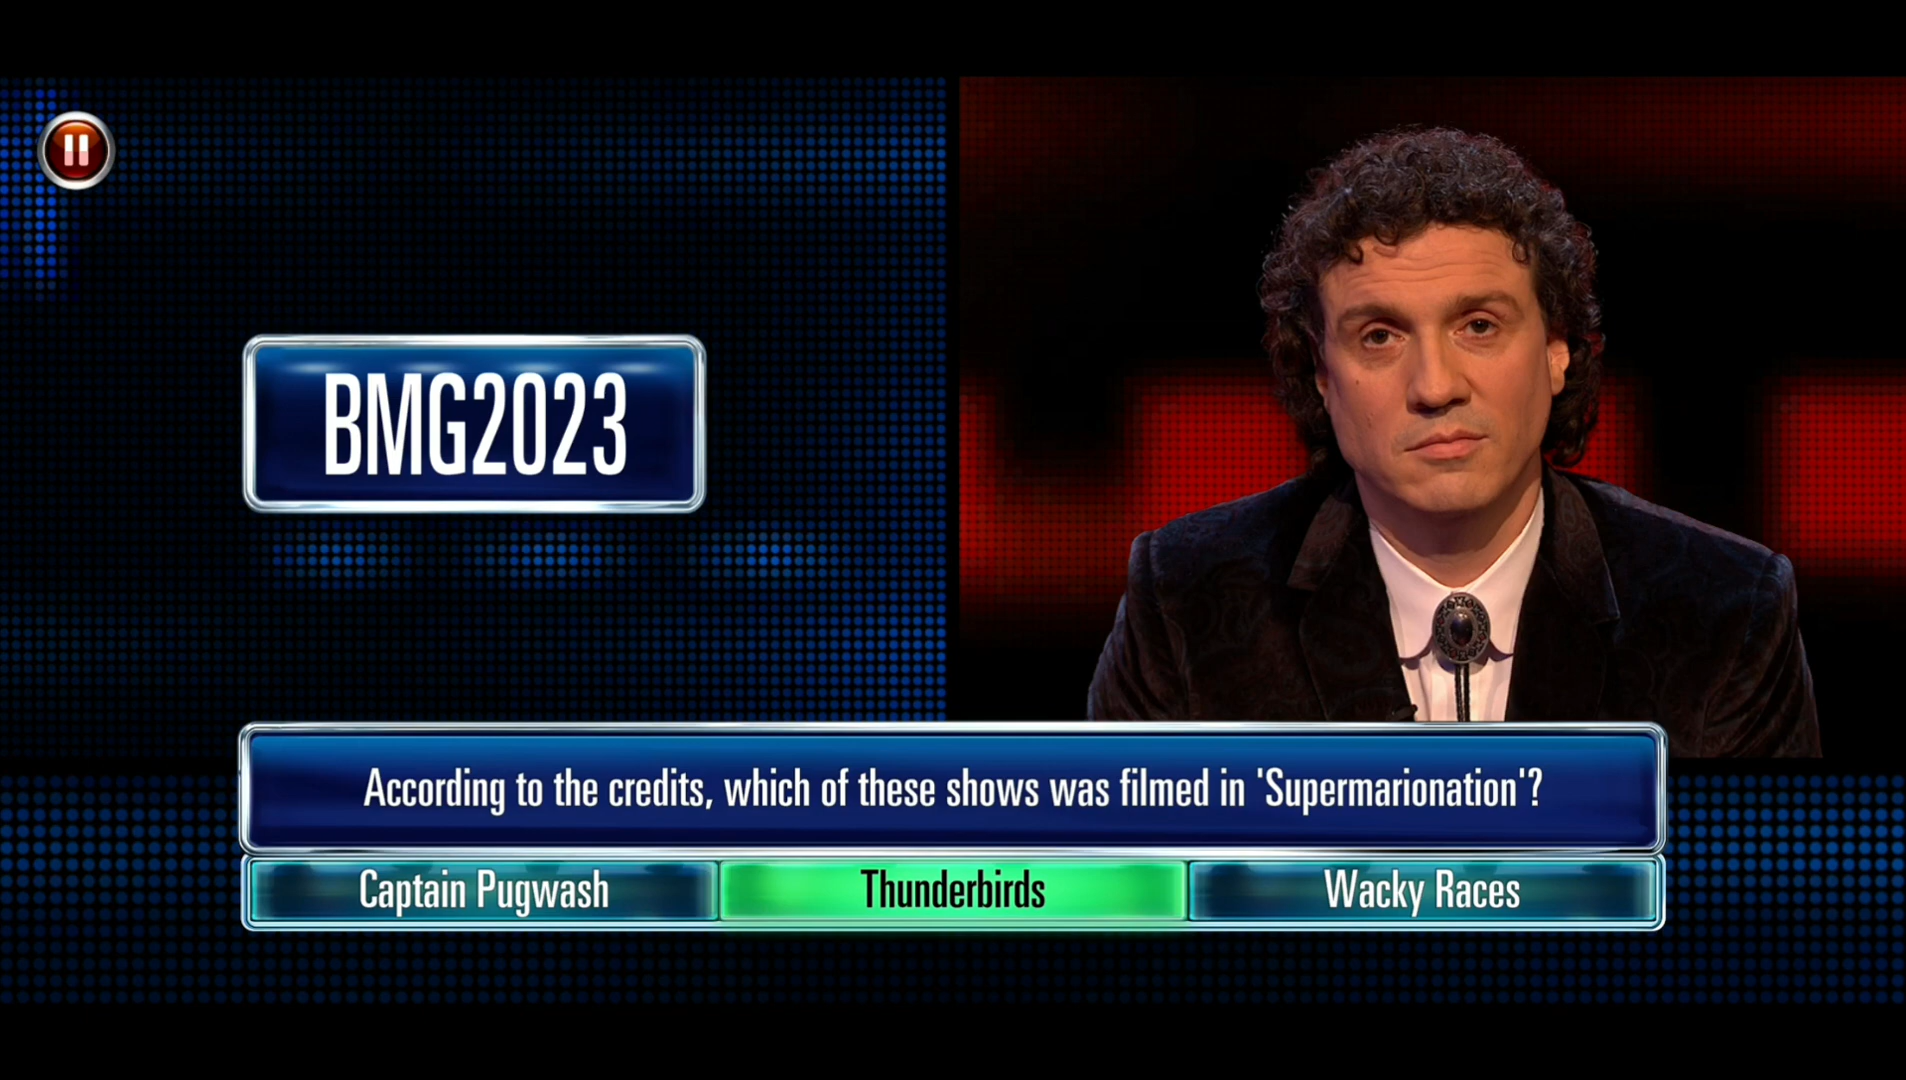 BMG2023
According to the credits, which of these shows was filmed in 'Supermarionation'?
Captain Pugwash
Thunderbirds
Wacky Races